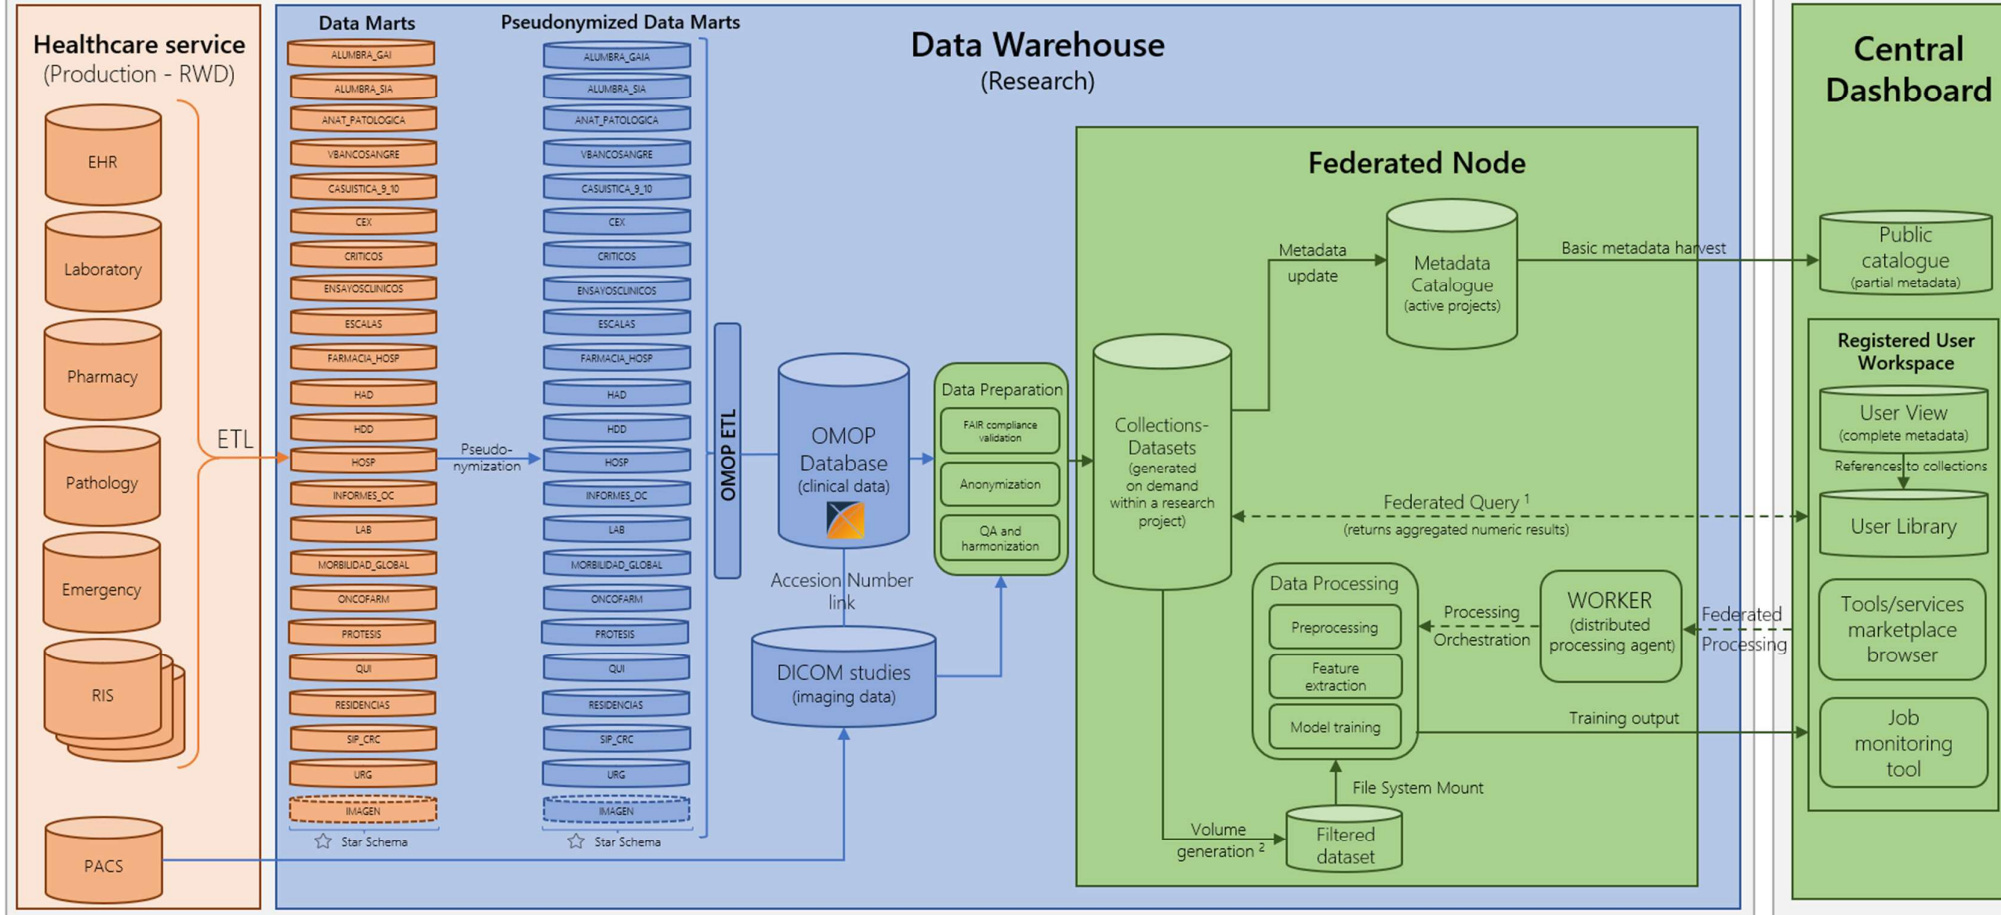 Healthcare service
(Production - RWD)
EHR
Laboratory
Pharmacy
Pathology
Emergency
RIS
PACS
ETL
Data Marts
ALUMBRA_GAI
ALUMBRA_SIA
ANAT_PATOLOGICA
VBANCOSANGRE
CASUISTICA_9_10
CEX
CRITICOS
ENSAYOSCLINICOS
ESCALAS
FARMACIA_HOSP
HAD
HDD
HOSP
INFORMES_OC
LAB
MORBILIDAD_GLOBAL
ONCOFARM
PROTESIS
QUI
RESIDENCIAS
SIP_CRC
URG
IMAGEN
Star Schema
Pseudo-
nymization
Pseudonymized Data Marts
ALUMBRA_GAIA
ALUMBRA_SIA
ANAT_PATOLOGICA
VBANCOSANGRE
CASUISTICA_9_10
CEX
CRITICOS
ENSAYOSCLINICOS
ESCALAS
FARMACIA_HOSP
HAD
HDD
HOSP
INFORMES_OC
LAB
MORBILIDAD_GLOBAL
ONCOFARM
PROTESIS
QUI
RESIDENCIAS
SIP_CRC
URG
IMAGEN
Star Schema
OMOP ETL
Data Warehouse
(Research)
OMOP
Database
(clinical data)
Accesion Number
link
DICOM studies
(imaging data)
Data Preparation
FAIR compliance
validation
Anonymization
QA and
harmonization
Federated Node
Collections-
Datasets
(generated
on demand
within a research
project)
Metadata
update
Metadata
Catalogue
(active projects)
Basic metadata harvest
Federated Query 1
(returns aggregated numeric results)
Data Processing
Preprocessing
Feature
extraction
Model training
Processing
Orchestration
WORKER
(distributed
processing agent)
Federated
Processing
Training output
File System Mount
Volume
generation 2
Filtered
dataset
Central
Dashboard
Public
catalogue
(partial metadata)
Registered User
Workspace
User View
(complete metadata)
References to collections
User Library
Tools/services
marketplace
browser
Job
monitoring
tool